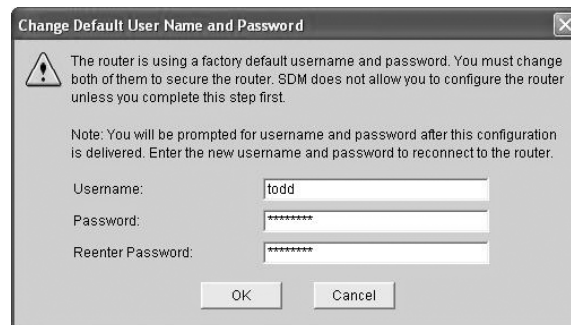 Change Default User Name and Password
The router is using a factory default username and password. You must change
both of them to secure the router. SDM does not allow you to configure the router
unless you complete this step first.
Note: You will be prompted for username and password after this configuration
is delivered. Enter the new username and password to reconnect to the router.
Username: todd
Password: ********
Reenter Password: ********
OK Cancel